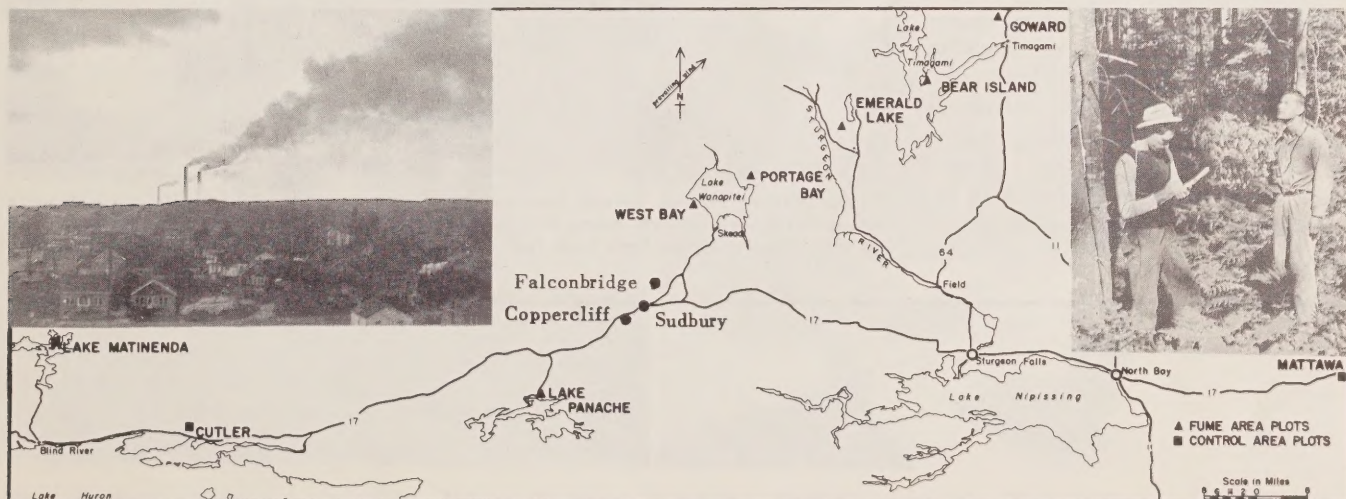 GOWARD
Lake
Timagami
Timagami
BEAR ISLAND
prevailing wind
N
EMERALD
LAKE
STURGEON
PORTAGE
BAY
Lake
Wanapitei
WEST BAY
Skead
RIVER
64
11
Field
Falconbridge
Coppercliff
Sudbury
17
LAKE MATINENDA
Sturgeon Falls
North Bay
MATTAWA
17
LAKE
PANACHE
Lake Nipissing
17
CUTLER
Blind River
11
▲ FUME AREA PLOTS
■ CONTROL AREA PLOTS
Lake Huron
Scale in Miles